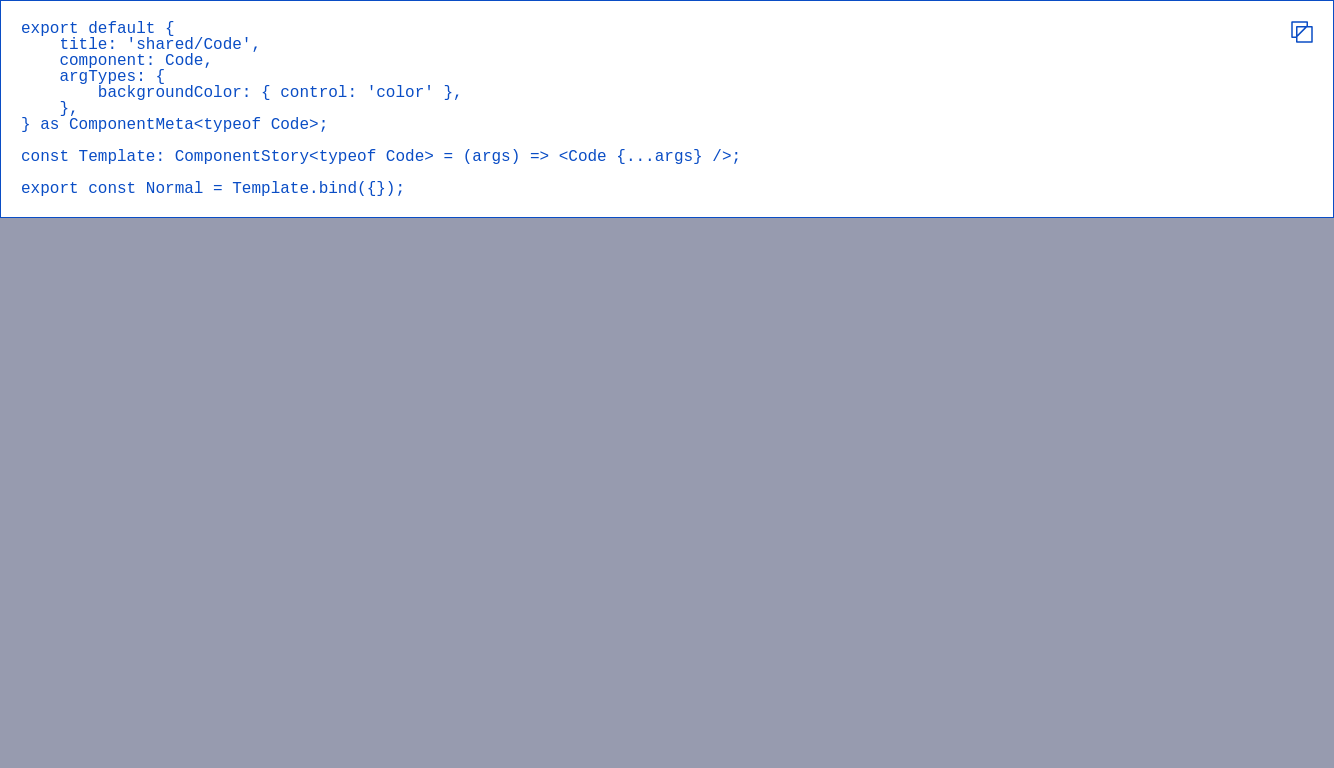 export default {
    title: 'shared/Code',
    component: Code,
    argTypes: {
        backgroundColor: { control: 'color' },
    },
} as ComponentMeta<typeof Code>;

const Template: ComponentStory<typeof Code> = (args) => <Code {...args} />;

export const Normal = Template.bind({});